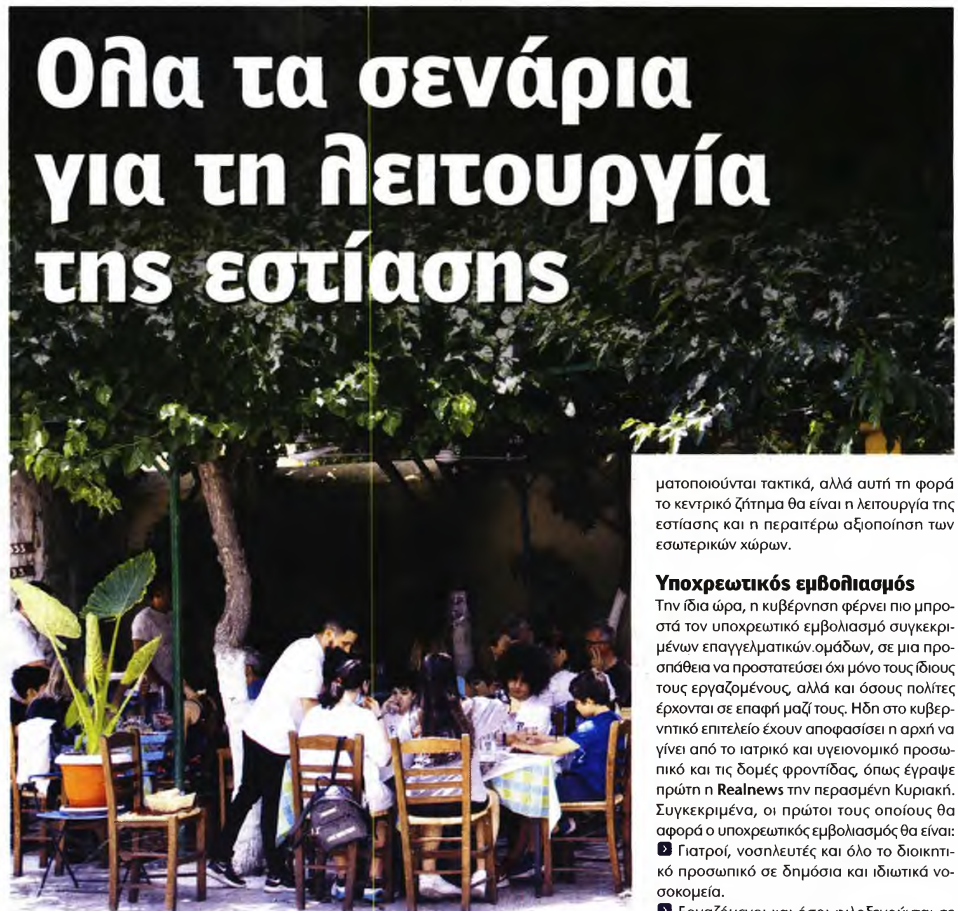 Ολα τα σενάρια
για τη λειτουργία
της εστίασης
ματοποιούνται τακτικά, αλλά αυτή τη φορά
το κεντρικό ζήτημα θα είναι η λειτουργία της
εστίασης και η περαιτέρω αξιοποίηση των
εσωτερικών χώρων.
Υποχρεωτικός εμβολιασμός
Την ίδια ώρα, η κυβέρνηση φέρνει πιο μπρο-
στά τον υποχρεωτικό εμβολιασμό συγκεκρι-
μένων επαγγελματικών.ομάδων, σε μια προ-
σπάθεια να προστατεύσει όχι μόνο τους ίδιους
τους εργαζομένους, αλλά και όσους πολίτες
έρχονται σε επαφή μαζί τους. Ηδη στο κυβερ-
νητικό επιτελείο έχουν αποφασίσει η αρχή να
γίνει από το ιατρικό και υγειονομικό προσω-
πικό και τις δομές φροντίδας, όπως έγραψε
πρώτη η Realnews την περασμένη Κυριακή.
Συγκεκριμένα, οι πρώτοι τους οποίους θα
αφορά ο υποχρεωτικός εμβολιασμός θα είναι:
Γιατροί, νοσηλευτές και όλο το διοικητι-
κό προσωπικό σε δημόσια και ιδιωτικά νο-
σοκομεία.